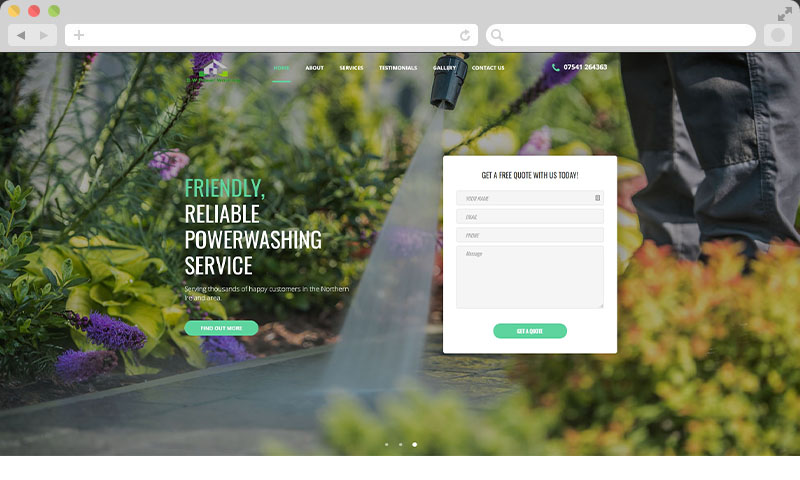 HOME ABOUT SERVICES TESTIMONIALS GALLERY CONTACT US 07541 264363
FRIENDLY,
RELIABLE
POWERWASHING
SERVICE
Serving thousands of happy customers in the Northern
Ireland area.
FIND OUT MORE
GET A FREE QUOTE WITH US TODAY!
YOUR NAME
EMAIL
PHONE
Message
GET A QUOTE